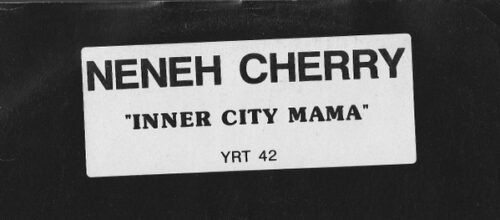 NENEH CHERRY
"INNER CITY MAMA"
YRT 42